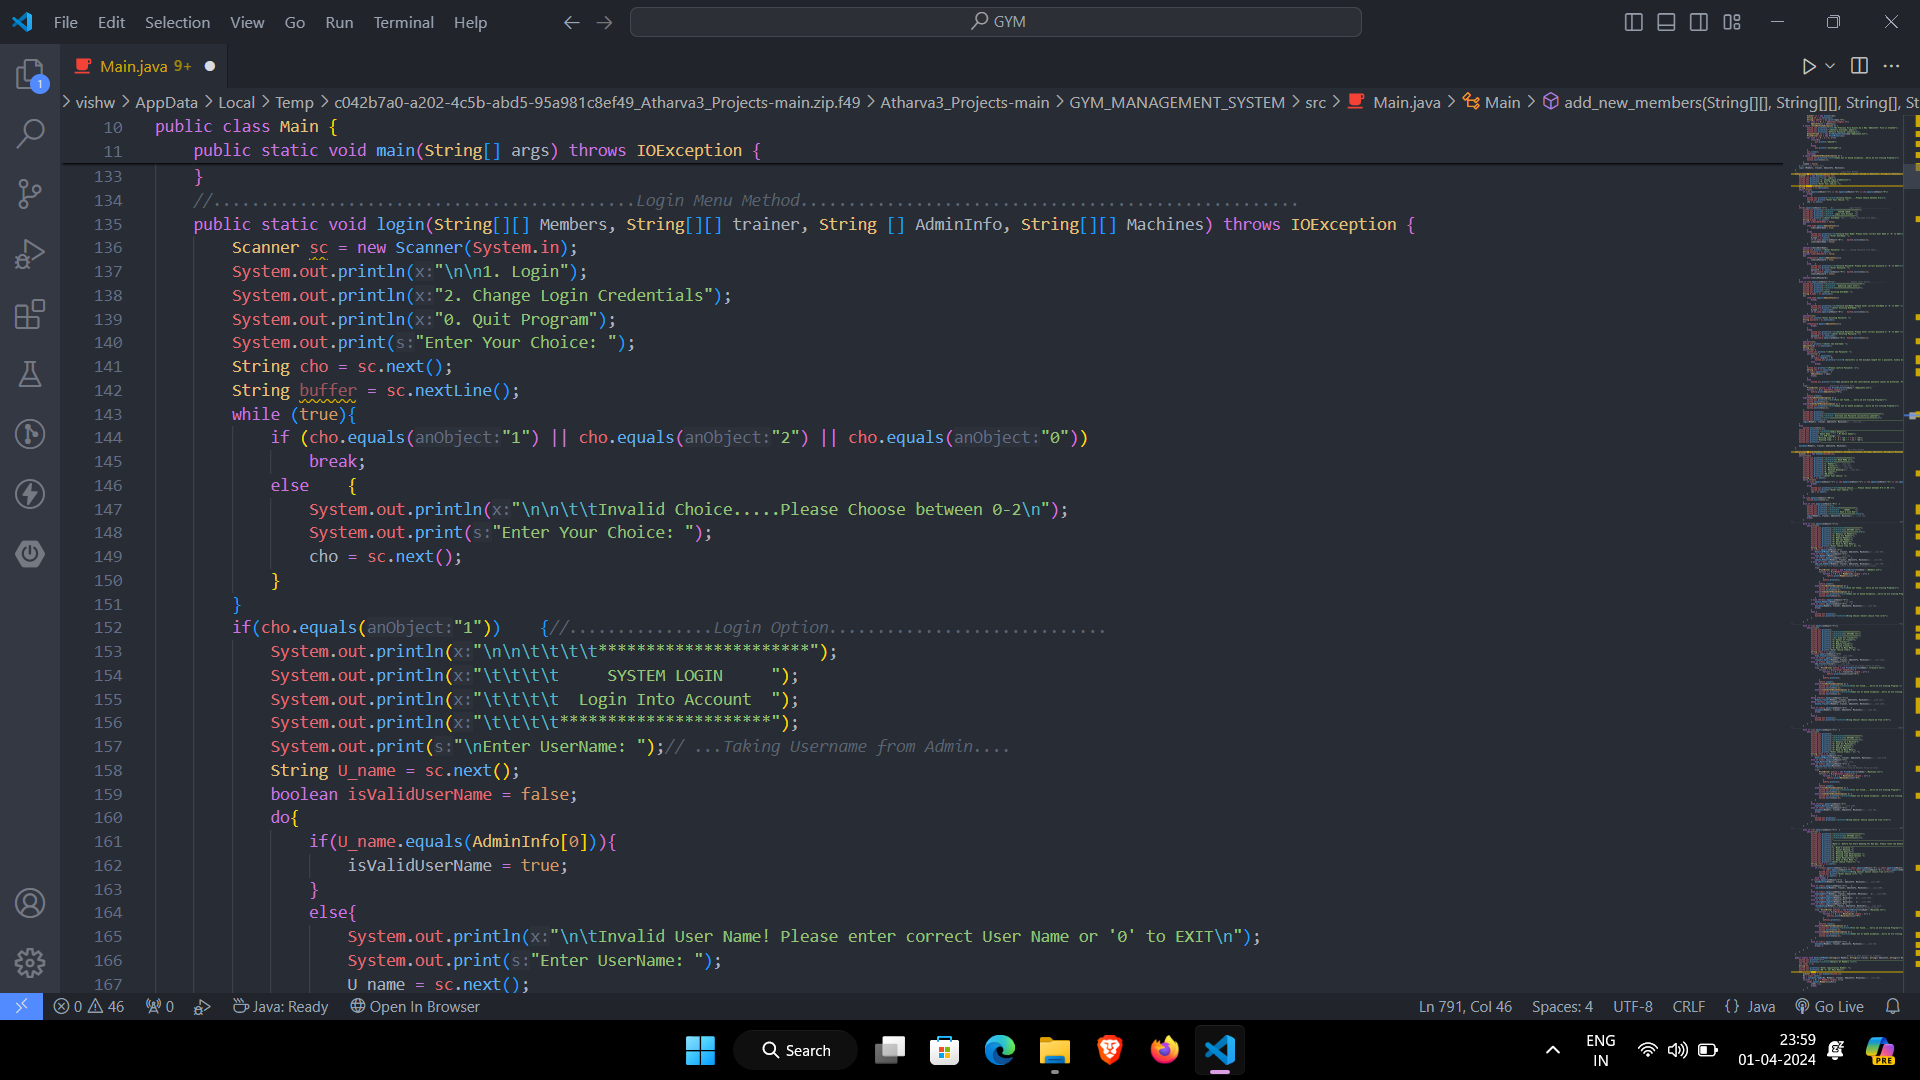 File Edit Selection View Go Run Terminal Help GYM
Main.java 9+
vishw > AppData > Local > Temp > c042b7a0-a202-4c5b-abd5-95a981c8ef49_Atharva3_Projects-main.zip.f49 > Atharva3_Projects-main > GYM_MANAGEMENT_SYSTEM > src > Main.java > Main > add_new_members(String[][], String[][], String[], St
10 public class Main {
11 public static void main(String[] args) throws IOException {
133 }
134 //............................................Login Menu Method....................................................
135 public static void login(String[][] Members, String[][] trainer, String [] AdminInfo, String[][] Machines) throws IOException {
136 Scanner sc = new Scanner(System.in);
137 System.out.println(x:"\n\n1. Login");
138 System.out.println(x:"2. Change Login Credentials");
139 System.out.println(x:"0. Quit Program");
140 System.out.print(s:"Enter Your Choice: ");
141 String cho = sc.next();
142 String buffer = sc.nextLine();
143 while (true){
144 if (cho.equals(anObject:"1") || cho.equals(anObject:"2") || cho.equals(anObject:"0"))
145 break;
146 else    {
147 System.out.println(x:"\n\n\t\tInvalid Choice.....Please Choose between 0-2\n");
148 System.out.print(s:"Enter Your Choice: ");
149 cho = sc.next();
150 }
151 }
152 if(cho.equals(anObject:"1"))    {//...............Login Option.............................
153 System.out.println(x:"\n\n\t\t\t\t**********************");
154 System.out.println(x:"\t\t\t\t     SYSTEM LOGIN     ");
155 System.out.println(x:"\t\t\t\t  Login Into Account  ");
156 System.out.println(x:"\t\t\t\t**********************");
157 System.out.print(s:"\nEnter UserName: ");// ...Taking Username from Admin....
158 String U_name = sc.next();
159 boolean isValidUserName = false;
160 do{
161 if(U_name.equals(AdminInfo[0])){
162 isValidUserName = true;
163 }
164 else{
165 System.out.println(x:"\n\tInvalid User Name! Please enter correct User Name or '0' to EXIT\n");
166 System.out.print(s:"Enter UserName: ");
167 U_name = sc.next();
0 46 0 Java: Ready Open In Browser Ln 791, Col 46 Spaces: 4 UTF-8 CRLF {} Java Go Live
Search ENG IN 23:59 01-04-2024 PRE